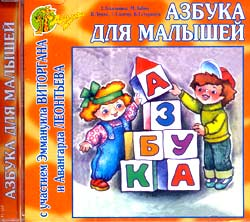 АЗБУКА
ДЛЯ МАЛЫШЕЙ
с участием Эммануила ВИТОРГАНА
и Авангарда ЛЕОНТЬЕВА
АЗБУКА ДЛЯ МАЛЫШЕЙ
А
З
Б У
К А